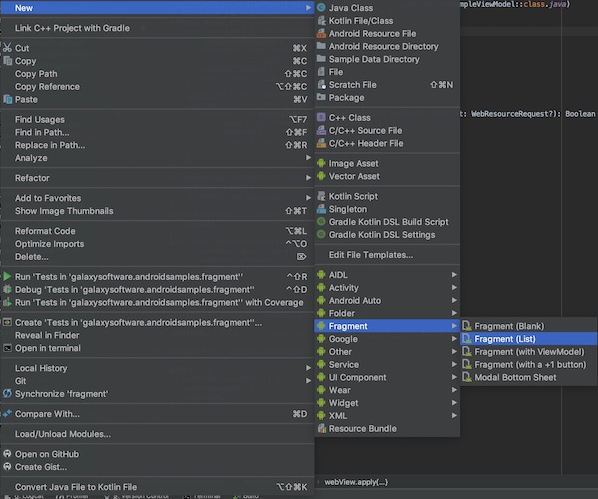 New
Link C++ Project with Gradle
Cut ⌘X
Copy ⌘C
Copy Path ⇧⌘C
Copy Reference ⌥⇧⌘C
Paste ⌘V
Find Usages ⌥F7
Find in Path... ⇧⌘F
Replace in Path... ⇧⌘R
Analyze
Refactor
Add to Favorites
Show Image Thumbnails ⇧⌘T
Reformat Code ⌥⌘L
Optimize Imports ^⌥O
Delete... ⌦
Run 'Tests in 'galaxysoftware.androidsamples.fragment'' ^⇧R
Debug 'Tests in 'galaxysoftware.androidsamples.fragment'' ^⇧D
Run 'Tests in 'galaxysoftware.androidsamples.fragment'' with Coverage
Create 'Tests in 'galaxysoftware.androidsamples.fragment''...
Reveal in Finder
Open in terminal
Local History
Git
Synchronize 'fragment'
Compare With... ⌘D
Load/Unload Modules...
Open on GitHub
Create Gist...
Convert Java File to Kotlin File ⌥⇧⌘K
Java Class
Kotlin File/Class
Android Resource File
Android Resource Directory
Sample Data Directory
File
Scratch File ⇧⌘N
Package
C++ Class
C/C++ Source File
C/C++ Header File
Image Asset
Vector Asset
Kotlin Script
Singleton
Gradle Kotlin DSL Build Script
Gradle Kotlin DSL Settings
Edit File Templates...
AIDL
Activity
Android Auto
Folder
Fragment
Google
Other
Service
UI Component
Wear
Widget
XML
Resource Bundle
Fragment (Blank)
Fragment (List)
Fragment (with ViewModel)
Fragment (with a +1 button)
Modal Bottom Sheet
mpleViewModel::class.java)
t: WebResourceRequest?): Boolean
webView.apply{...}